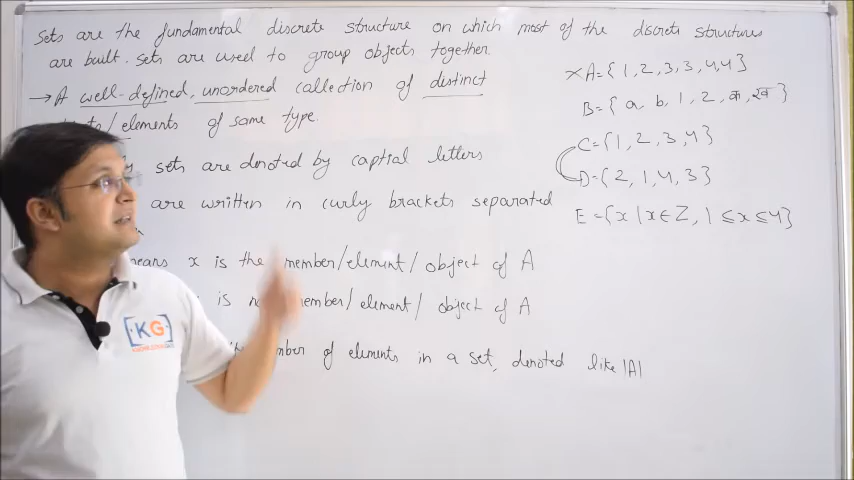 Sets are the fundamental discrete structure on which most of the discrete structures
are built. Sets are used to group objects together
→ A well-defined, unordered collection of distinct
/elements of same type.
sets are denoted by captial letters
are written in curly brackets separated
means x is the member/element/ object of A
is member/element/ object of A
number of elements in a set, denoted like |A|
×A={1,2,3,3,4,4}
B={a, b, 1, 2, क, ख}
C={1,2,3,4}
D={2,1,4,3}
E={x|x∈Z, 1≤x≤4}
KG